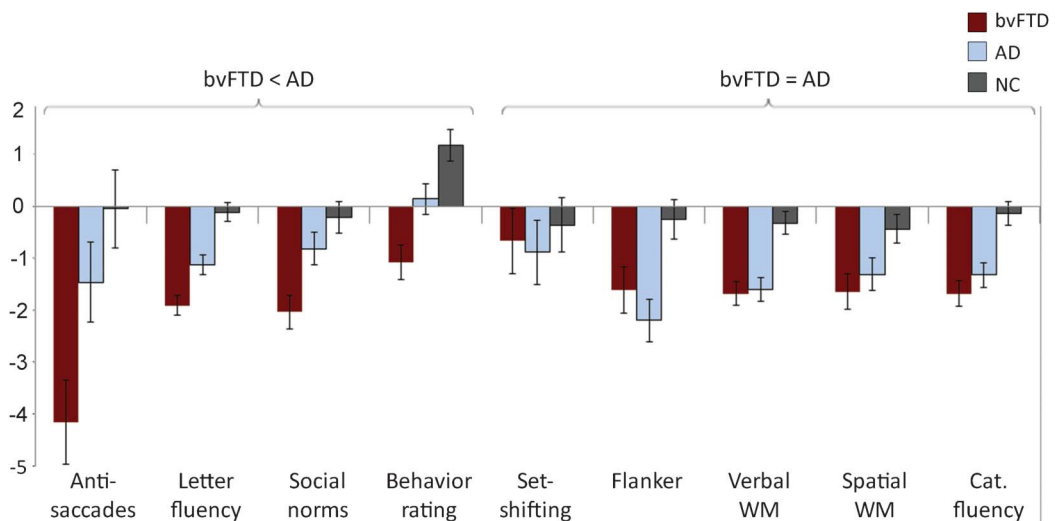 bvFTD
AD
NC
bvFTD < AD
bvFTD = AD
2
1
0
-1
-2
-3
-4
-5
Anti-
saccades
Letter
fluency
Social
norms
Behavior
rating
Set-
shifting
Flanker
Verbal
WM
Spatial
WM
Cat.
fluency